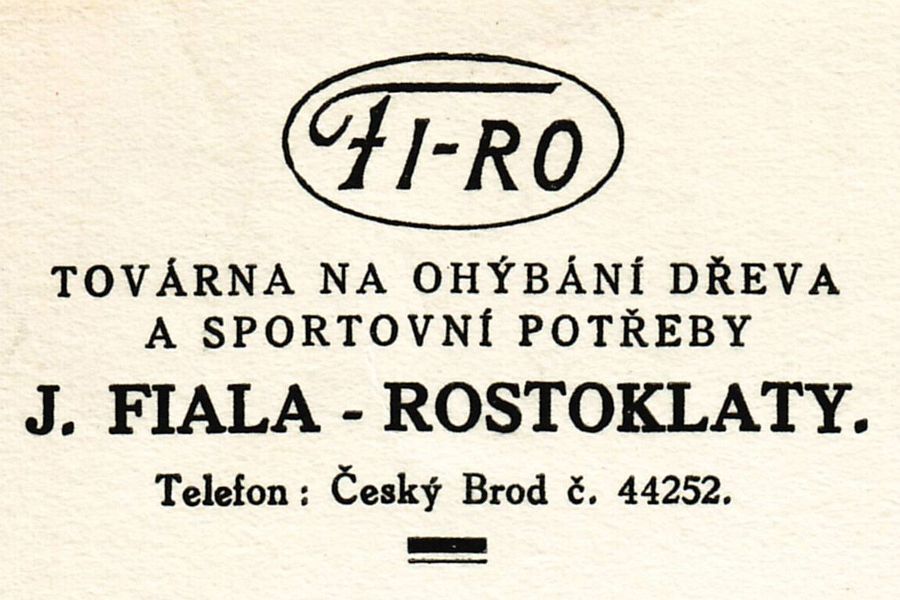 FI-RO
TOVÁRNA NA OHÝBÁNÍ DŘEVA
A SPORTOVNÍ POTŘEBY
J. FIALA - ROSTOKLATY.
Telefon : Český Brod č. 44252.